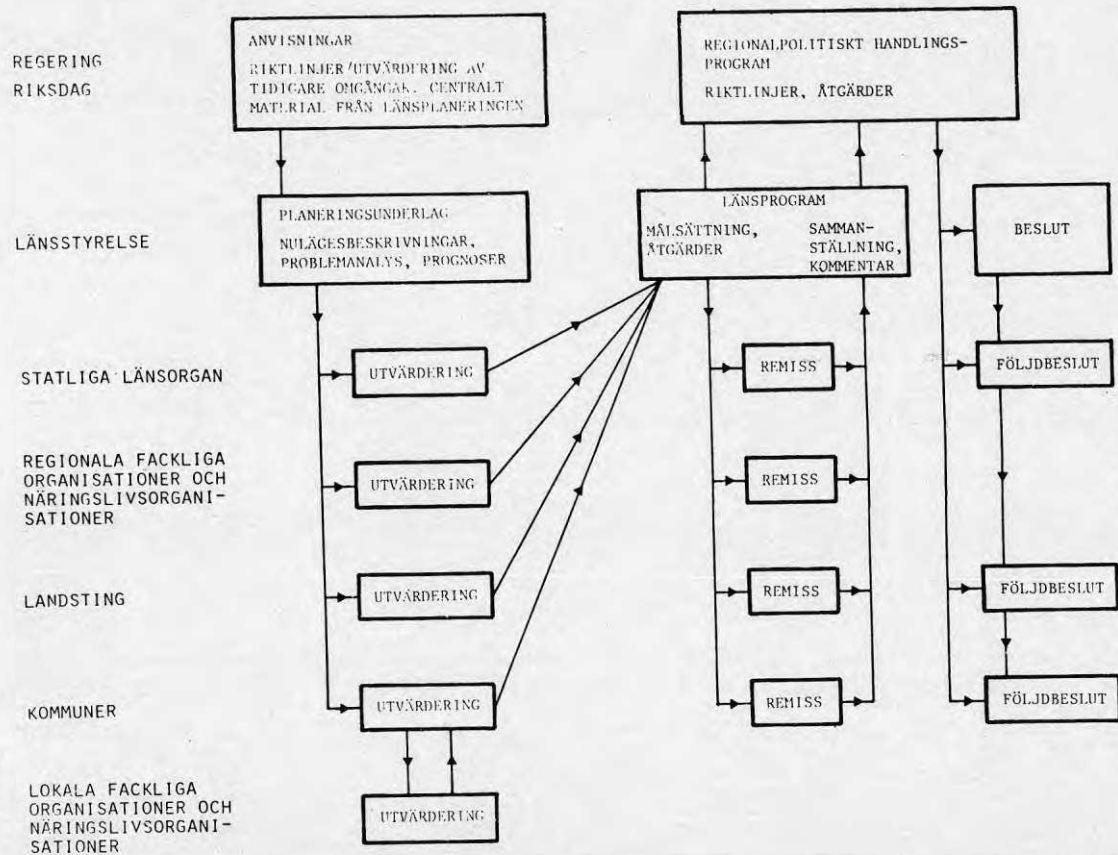 REGERING
RIKSDAG
ANVISNINGAR
RIKTLINJER/UTVÄRDERING AV
TIDIGARE OMGÅNGAR. CENTRALT
MATERIAL FRÅN LÄNSPLANERINGEN
REGIONALPOLITISKT HANDLINGS-
PROGRAM
RIKTLINJER, ÅTGÄRDER
LÄNSSTYRELSE
PLANERINGSUNDERLAG
NULÄGESBESKRIVNINGAR,
PROBLEMANALYS, PROGNOSER
LÄNSPROGRAM
MÅLSÄTTNING,
ÅTGÄRDER
SAMMAN-
STÄLLNING,
KOMMENTAR
BESLUT
STATLIGA LÄNSORGAN
UTVÄRDERING
REMISS
FÖLJDBESLUT
REGIONALA FACKLIGA
ORGANISATIONER OCH
NÄRINGSLIVSORGANI-
SATIONER
UTVÄRDERING
REMISS
LANDSTING
UTVÄRDERING
REMISS
FÖLJDBESLUT
KOMMUNER
UTVÄRDERING
REMISS
FÖLJDBESLUT
LOKALA FACKLIGA
ORGANISATIONER OCH
NÄRINGSLIVSORGANI-
SATIONER
UTVÄRDERING